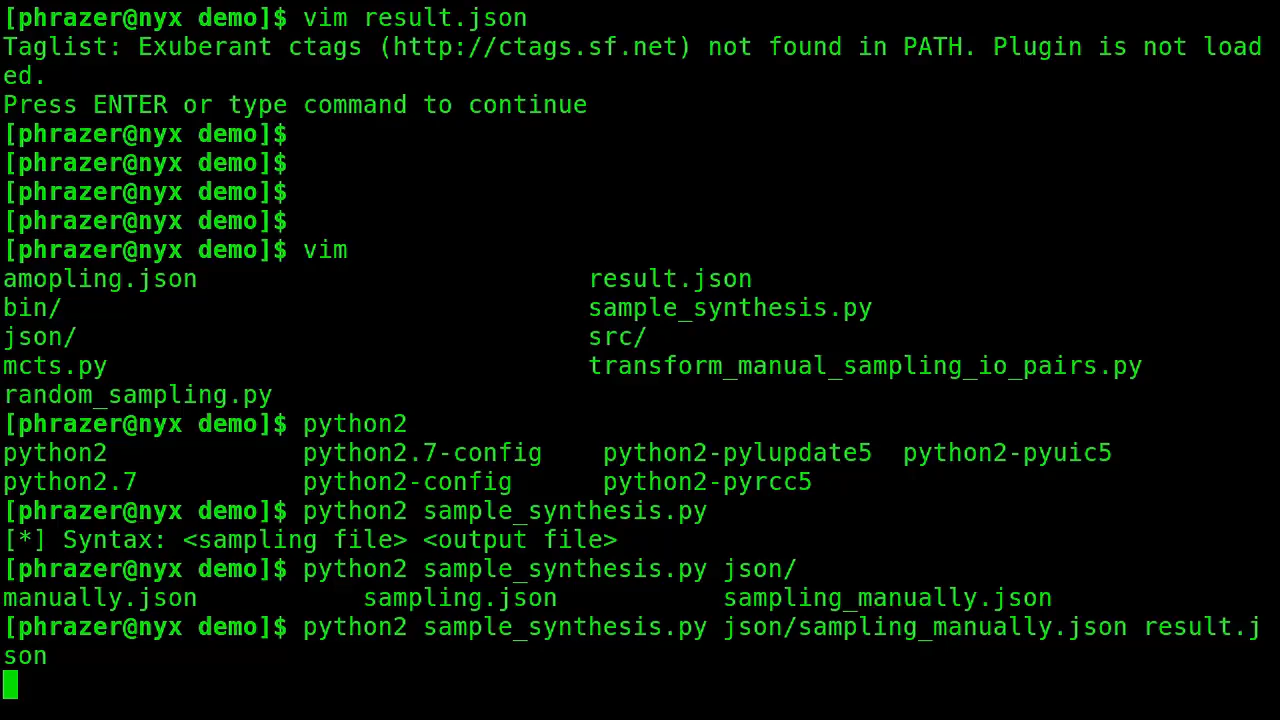 [phrazer@nyx demo]$ vim result.json
Taglist: Exuberant ctags (http://ctags.sf.net) not found in PATH. Plugin is not load
ed.
Press ENTER or type command to continue
[phrazer@nyx demo]$
[phrazer@nyx demo]$
[phrazer@nyx demo]$
[phrazer@nyx demo]$
[phrazer@nyx demo]$ vim
amopling.json                          result.json
bin/                                   sample_synthesis.py
json/                                  src/
mcts.py                                transform_manual_sampling_io_pairs.py
random_sampling.py
[phrazer@nyx demo]$ python2
python2             python2.7-config    python2-pylupdate5  python2-pyuic5
python2.7           python2-config      python2-pyrcc5
[phrazer@nyx demo]$ python2 sample_synthesis.py
[*] Syntax: <sampling file> <output file>
[phrazer@nyx demo]$ python2 sample_synthesis.py json/
manually.json           sampling.json           sampling_manually.json
[phrazer@nyx demo]$ python2 sample_synthesis.py json/sampling_manually.json result.j
son